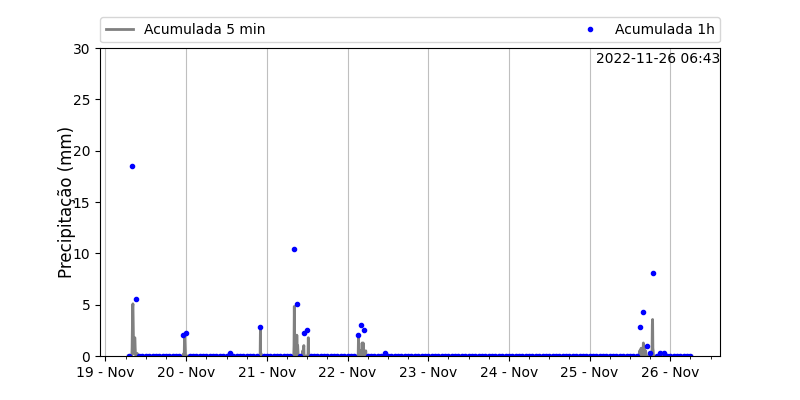 Acumulada 5 min
Acumulada 1h
2022-11-26 06:43
Precipitação (mm)
30
25
20
15
10
5
0
19 - Nov
20 - Nov
21 - Nov
22 - Nov
23 - Nov
24 - Nov
25 - Nov
26 - Nov